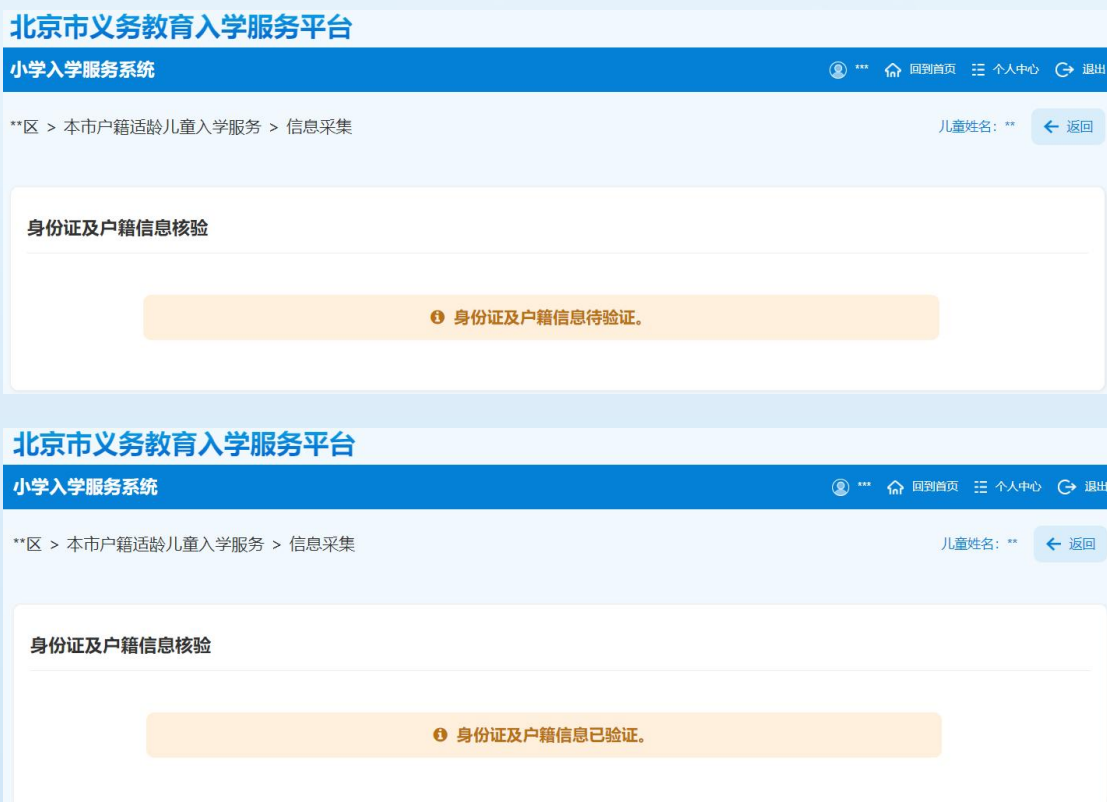 北京市义务教育入学服务平台
小学入学服务系统 *** 回到首页 个人中心 退出
**区 > 本市户籍适龄儿童入学服务 > 信息采集 儿童姓名：** 返回
身份证及户籍信息核验
身份证及户籍信息待验证。
北京市义务教育入学服务平台
小学入学服务系统 *** 回到首页 个人中心 退出
**区 > 本市户籍适龄儿童入学服务 > 信息采集 儿童姓名：** 返回
身份证及户籍信息核验
身份证及户籍信息已验证。